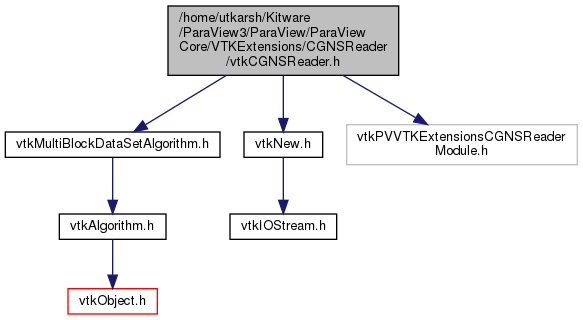 /home/utkarsh/Kitware
/ParaView3/ParaView/ParaView
Core/VTKExtensions/CGNSReader
/vtkCGNSReader.h
vtkMultiBlockDataSetAlgorithm.h
vtkNew.h
vtkPVVTKExtensionsCGNSReader
Module.h
vtkAlgorithm.h
vtkIOStream.h
vtkObject.h